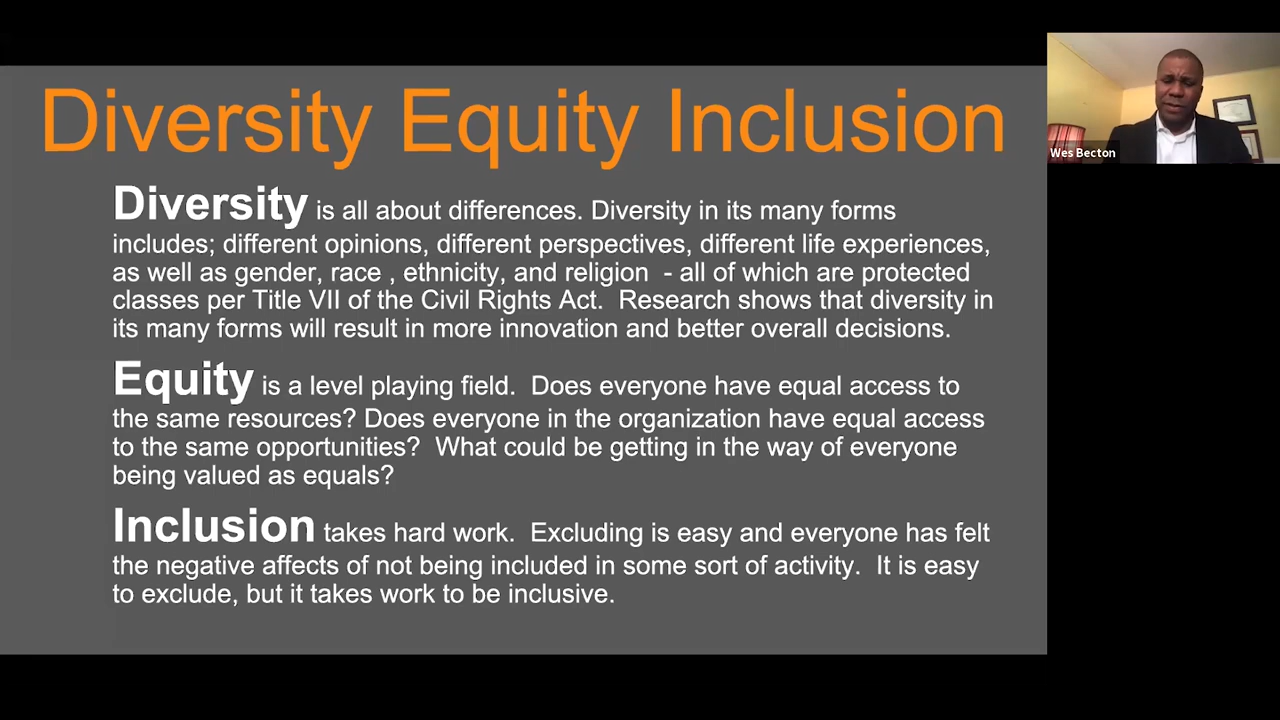 Diversity Equity Inclusion
Diversity is all about differences. Diversity in its many forms
includes; different opinions, different perspectives, different life experiences,
as well as gender, race , ethnicity, and religion  - all of which are protected
classes per Title VII of the Civil Rights Act.  Research shows that diversity in
its many forms will result in more innovation and better overall decisions.
Equity is a level playing field.  Does everyone have equal access to
the same resources? Does everyone in the organization have equal access
to the same opportunities?  What could be getting in the way of everyone
being valued as equals?
Inclusion takes hard work.  Excluding is easy and everyone has felt
the negative affects of not being included in some sort of activity.  It is easy
to exclude, but it takes work to be inclusive.
Wes Becton